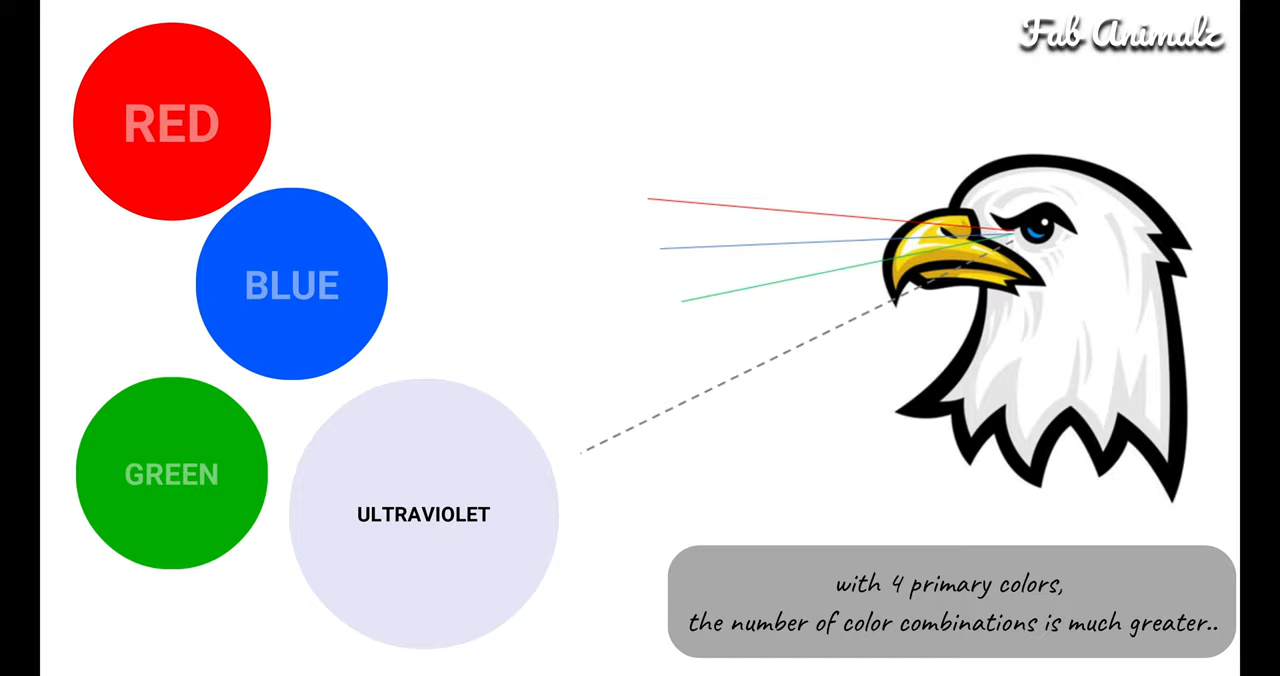 Fab Animalz
RED
BLUE
GREEN
ULTRAVIOLET
with 4 primary colors,
the number of color combinations is much greater..